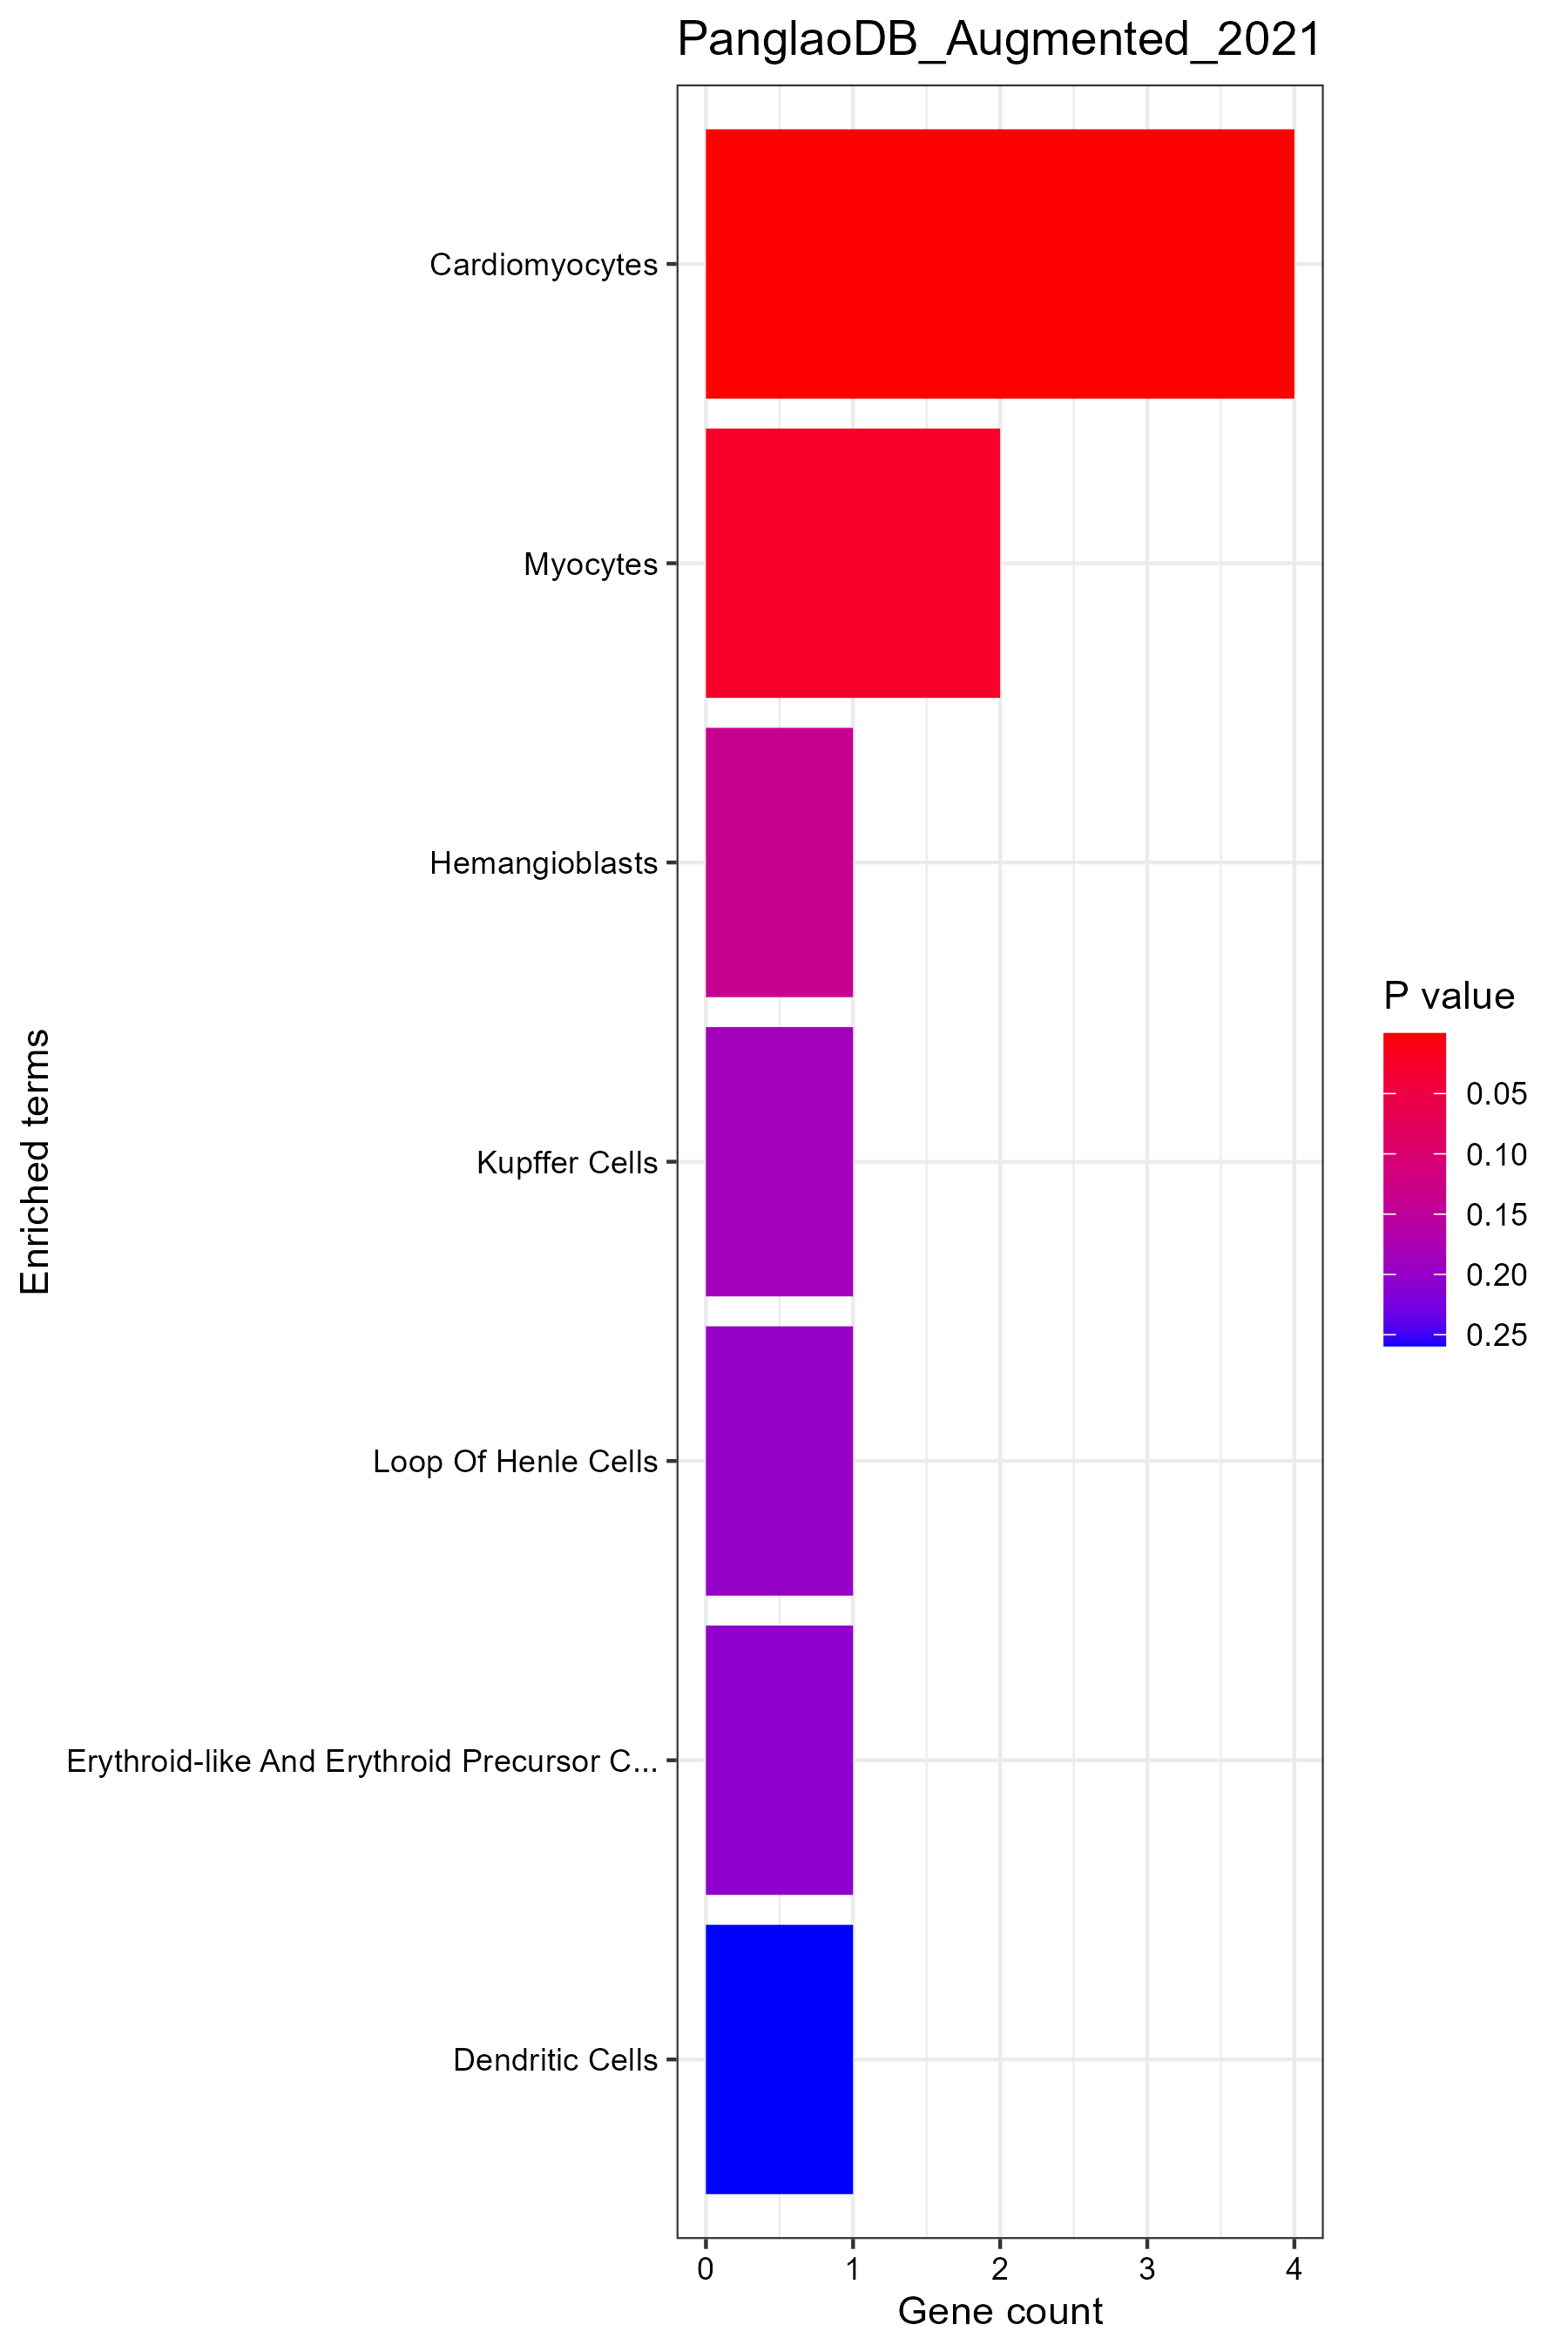 PanglaoDB_Augmented_2021
Cardiomyocytes
Myocytes
Hemangioblasts
Kupffer Cells
Loop Of Henle Cells
Erythroid-like And Erythroid Precursor C...
Dendritic Cells
Enriched terms
0 1 2 3 4
Gene count
P value
0.05
0.10
0.15
0.20
0.25